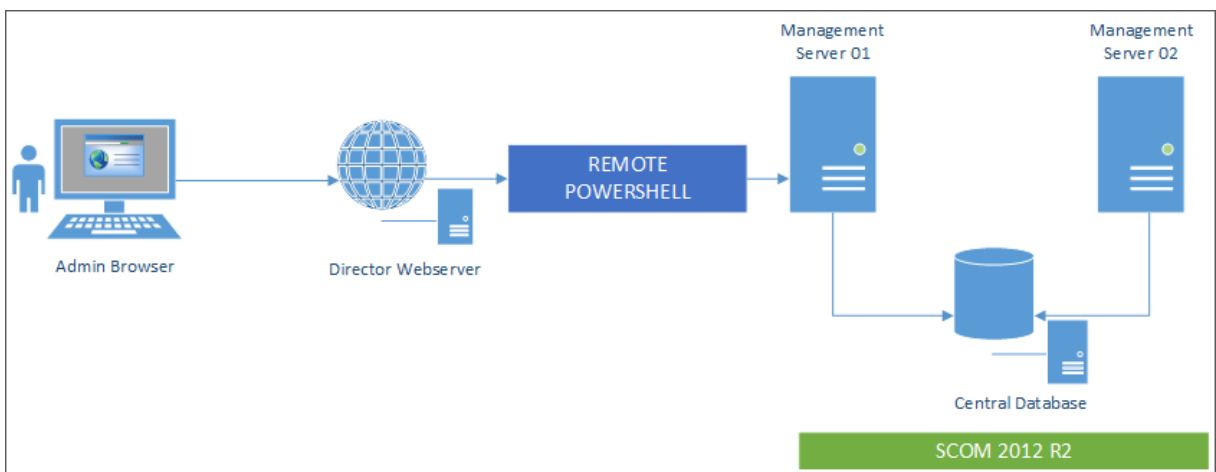 Management
Server 01
Management
Server 02
REMOTE
POWERSHELL
Admin Browser
Director Webserver
Central Database
SCOM 2012 R2